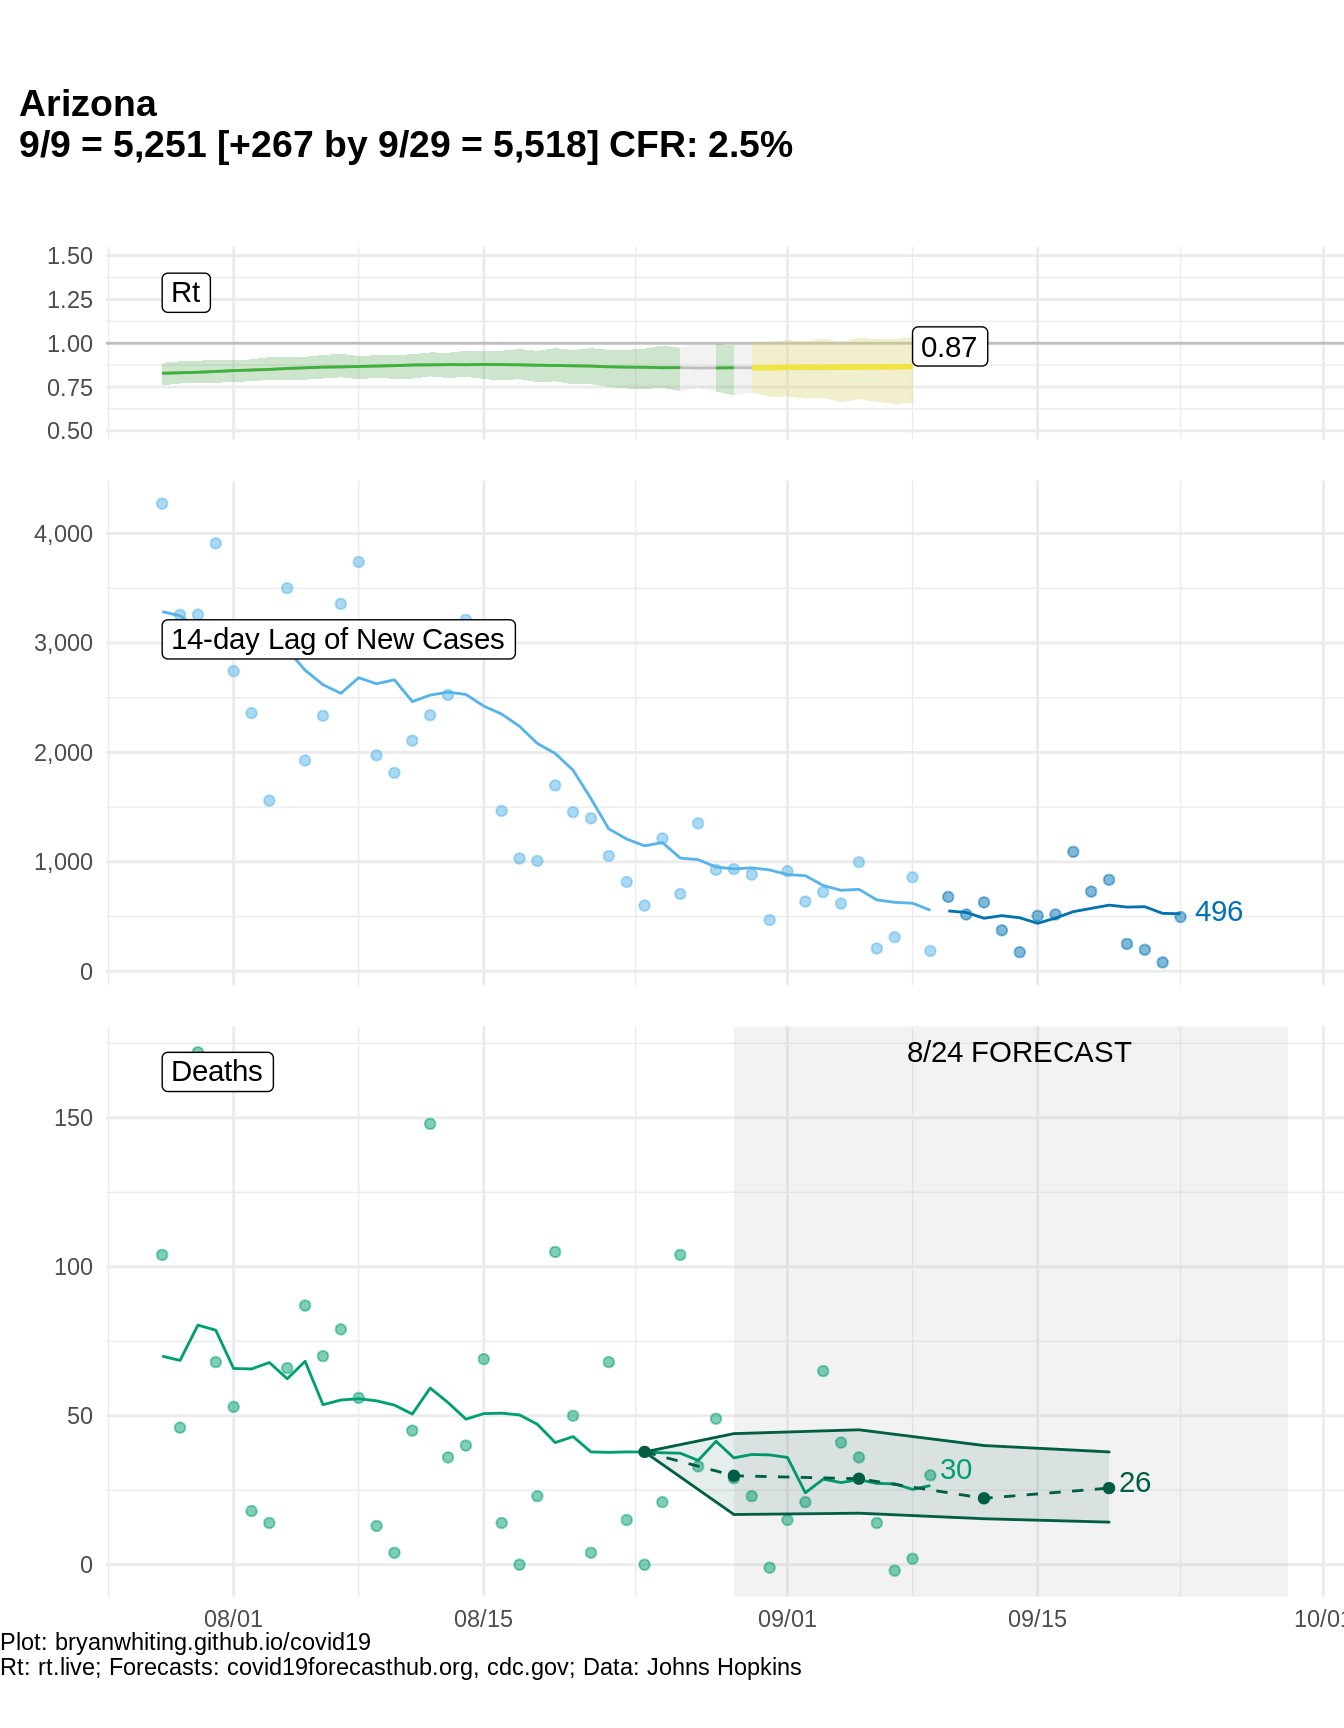 Arizona
9/9 = 5,251 [+267 by 9/29 = 5,518] CFR: 2.5%
1.50
Rt
1.25
1.00
0.87
0.75
0.50
4,000
3,000
14-day Lag of New Cases
2,000
1,000
496
0
8/24 FORECAST
Deaths
150
100
50
30
26
0
08/01 08/15 09/01 09/15 10/01
Plot: bryanwhiting.github.io/covid19
Rt: rt.live; Forecasts: covid19forecasthub.org, cdc.gov; Data: Johns Hopkins